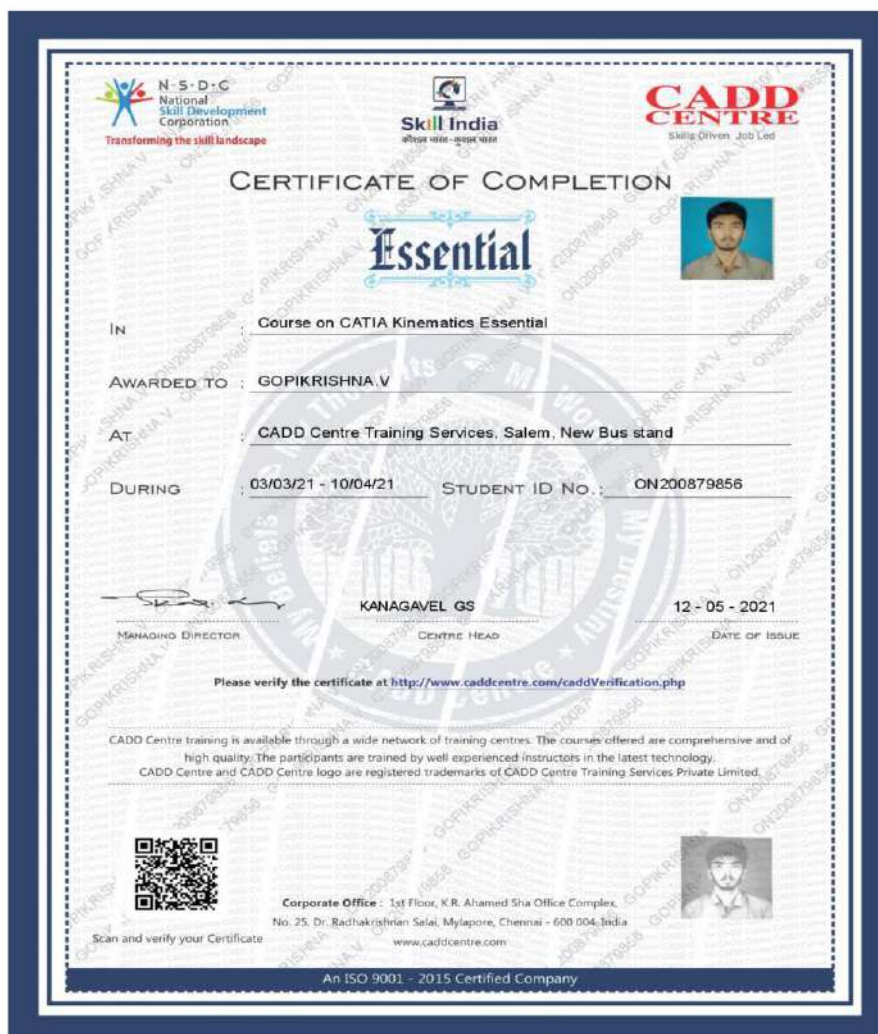 N·S·D·C
National
Skill Development
Corporation
Transforming the skill landscape
Skill India
कौशल भारत - कुशल भारत
CADD
CENTRE
Skills Driven. Job Led
CERTIFICATE OF COMPLETION
Essential
IN : Course on CATIA Kinematics Essential
AWARDED TO : GOPIKRISHNA.V
AT : CADD Centre Training Services, Salem, New Bus stand
DURING : 03/03/21 - 10/04/21 STUDENT ID NO.: ON200879856
KANAGAVEL GS 12 - 05 - 2021
MANAGING DIRECTOR CENTRE HEAD DATE OF ISSUE
Please verify the certificate at http://www.caddcentre.com/caddVerification.php
CADD Centre training is available through a wide network of training centres. The courses offered are comprehensive and of
high quality. The participants are trained by well experienced instructors in the latest technology.
CADD Centre and CADD Centre logo are registered trademarks of CADD Centre Training Services Private Limited.
Corporate Office : 1st Floor, K.R. Ahamed Sha Office Complex,
No. 25, Dr. Radhakrishnan Salai, Mylapore, Chennai - 600 004. India
Scan and verify your Certificate www.caddcentre.com
An ISO 9001 - 2015 Certified Company